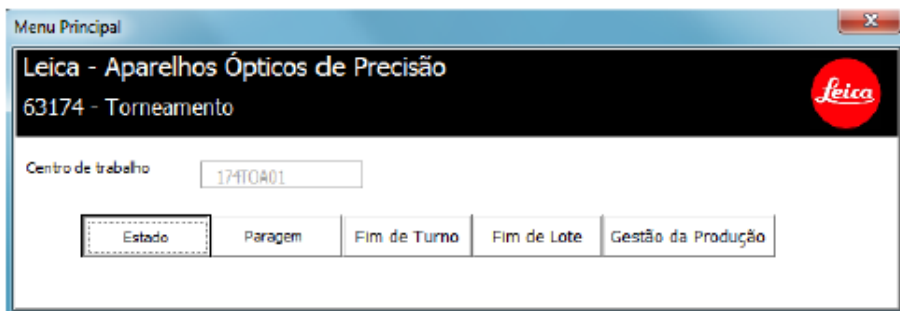 Menu Principal
Leica - Aparelhos Ópticos de Precisão
63174 - Torneamento
Leica
Centro de trabalho 174TOA01
Estado Paragem Fim de Turno Fim de Lote Gestão da Produção